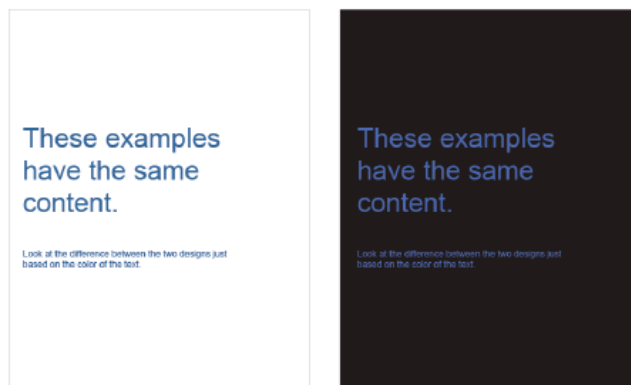 These examples
have the same
content.
Look at the difference between the two designs just
based on the color of the text.
These examples
have the same
content.
Look at the difference between the two designs just
based on the color of the text.